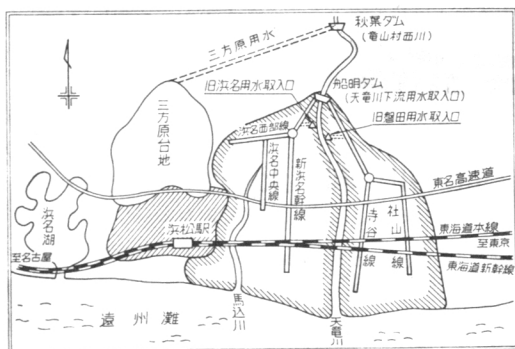 秋葉ダム
(竜山村西川)
三方原用水
船明ダム
(天竜川下流用水取入口)
旧浜名用水取入口
旧磐田用水取入口
三方原台地
浜名西部線
浜名中央線
新浜名幹線
東名高速道
寺谷線
社山線
浜名湖
浜松駅
東海道本線
至東京
至名古屋
東海道新幹線
馬込川
天竜川
遠州灘